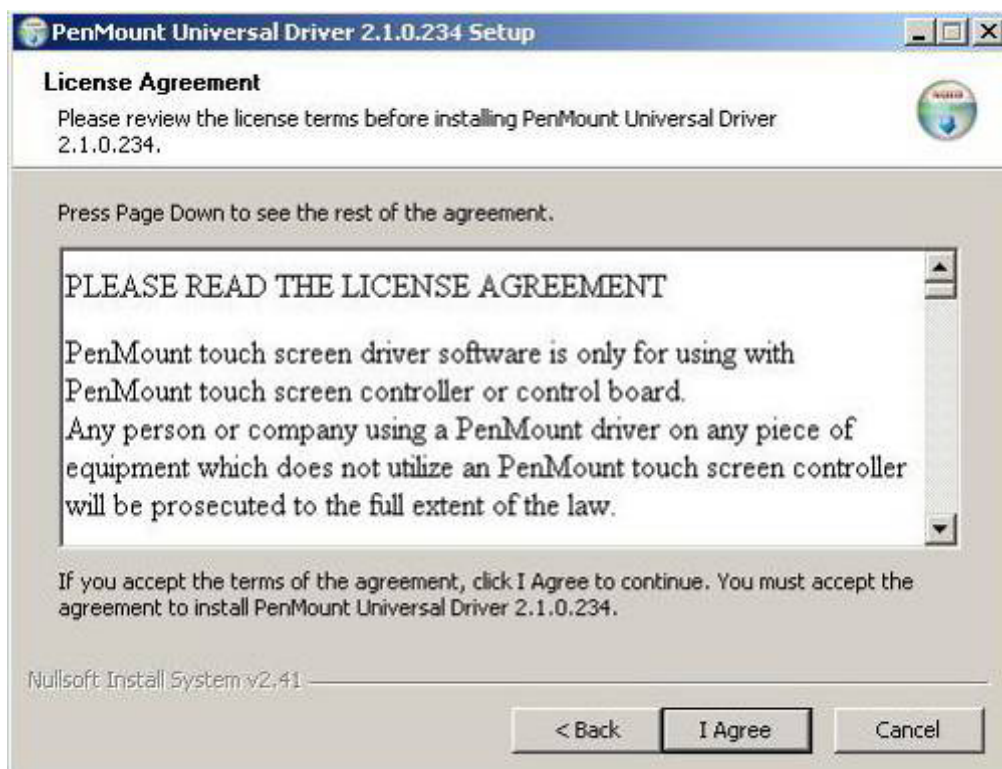 PenMount Universal Driver 2.1.0.234 Setup
License Agreement
Please review the license terms before installing PenMount Universal Driver
2.1.0.234.
Press Page Down to see the rest of the agreement.
PLEASE READ THE LICENSE AGREEMENT
PenMount touch screen driver software is only for using with
PenMount touch screen controller or control board.
Any person or company using a PenMount driver on any piece of
equipment which does not utilize an PenMount touch screen controller
will be prosecuted to the full extent of the law.
If you accept the terms of the agreement, click I Agree to continue. You must accept the
agreement to install PenMount Universal Driver 2.1.0.234.
Nullsoft Install System v2.41
< Back I Agree Cancel